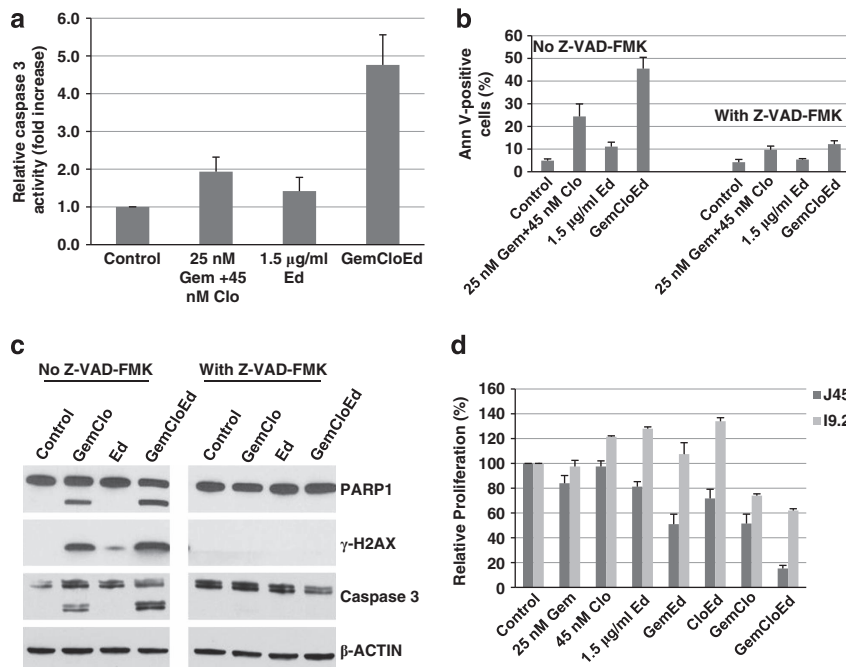 a
Relative caspase 3
activity (fold increase)
6.0
5.0
4.0
3.0
2.0
1.0
0.0
Control
25 nM
Gem +45
nM Clo
1.5 μg/ml
Ed
GemCloEd
b
Ann V-positive
cells (%)
60
50
40
30
20
10
0
No Z-VAD-FMK
With Z-VAD-FMK
Control
25 nM Gem+45 nM Clo
1.5 μg/ml Ed
GemCloEd
Control
25 nM Gem+45 nM Clo
1.5 μg/ml Ed
GemCloEd
c
No Z-VAD-FMK
With Z-VAD-FMK
Control
GemClo
Ed
GemCloEd
Control
GemClo
Ed
GemCloEd
PARP1
γ-H2AX
Caspase 3
β-ACTIN
d
Relative Proliferation (%)
160
140
120
100
80
60
40
20
0
J45
I9.2
Control
25 nM Gem
45 nM Clo
1.5 μg/ml Ed
GemEd
CloEd
GemClo
GemCloEd